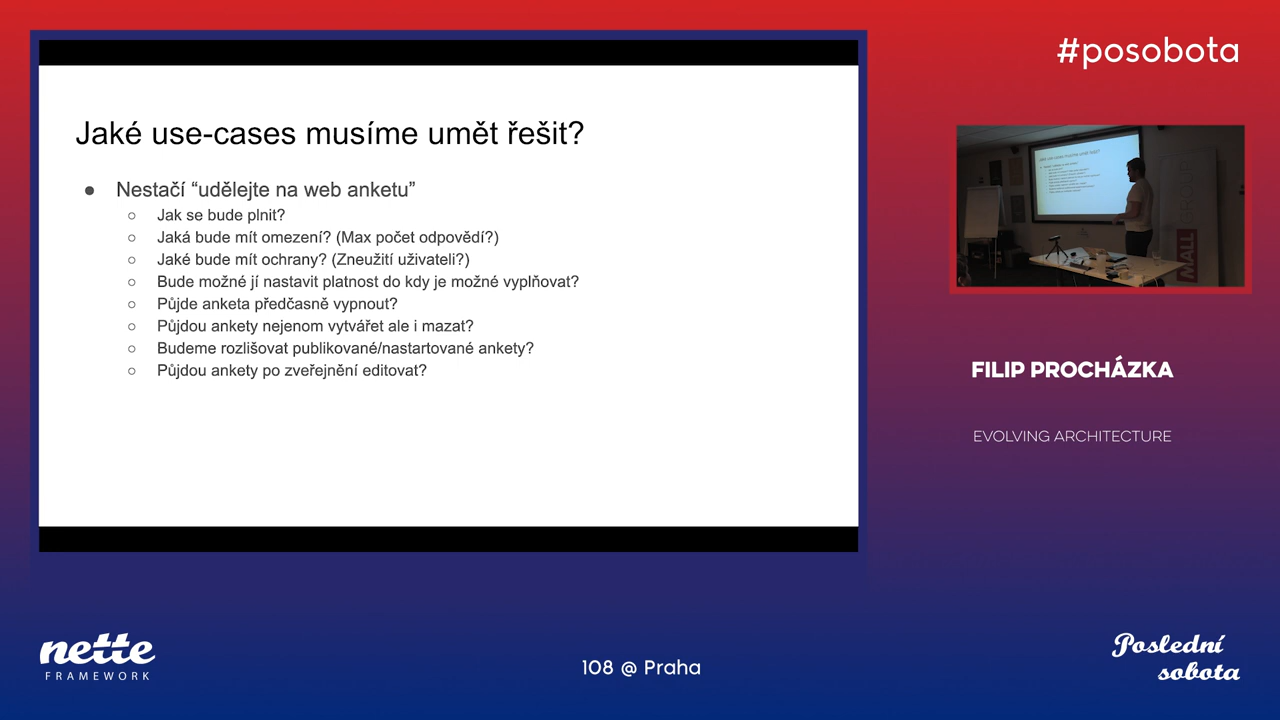 #posobota
Jaké use-cases musíme umět řešit?
● Nestačí “udělejte na web anketu”
○ Jak se bude plnit?
○ Jaká bude mít omezení? (Max počet odpovědí?)
○ Jaké bude mít ochrany? (Zneužití uživateli?)
○ Bude možné jí nastavit platnost do kdy je možné vyplňovat?
○ Půjde anketa předčasně vypnout?
○ Půjdou ankety nejenom vytvářet ale i mazat?
○ Budeme rozlišovat publikované/nastartované ankety?
○ Půjdou ankety po zveřejnění editovat?
MALL
FILIP PROCHÁZKA
EVOLVING ARCHITECTURE
nette
FRAMEWORK
108 @ Praha
Poslední
sobota